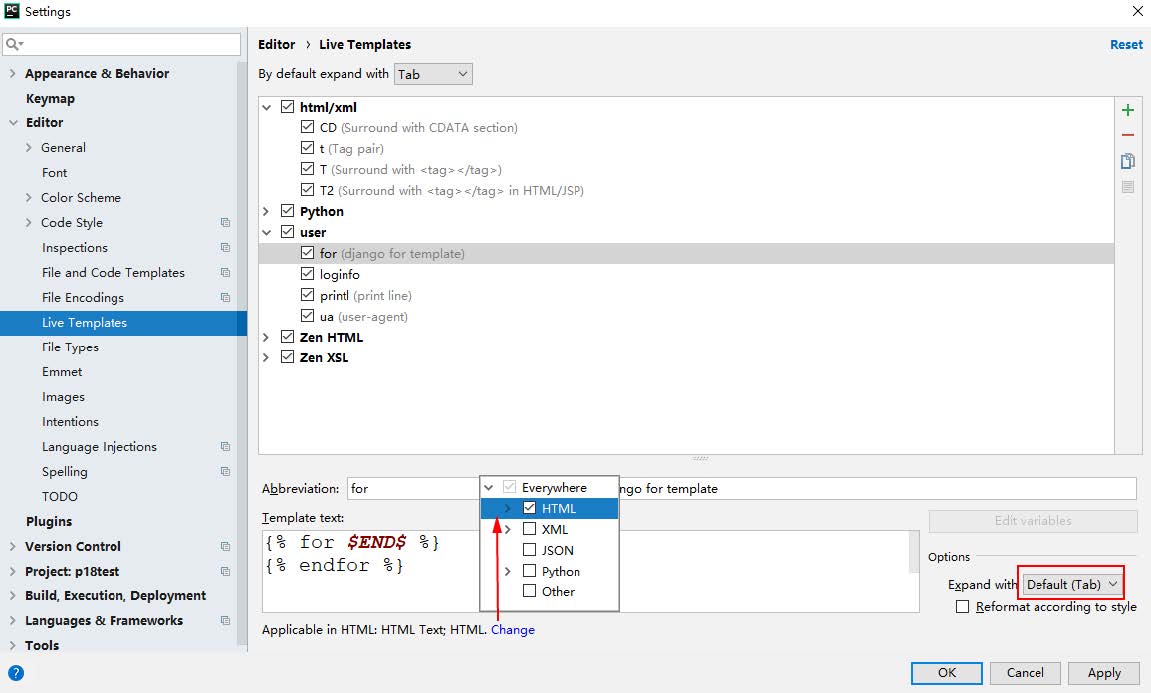 PC Settings
Editor › Live Templates
Reset
By default expand with Tab
Appearance & Behavior
Keymap
Editor
General
Font
Color Scheme
Code Style
Inspections
File and Code Templates
File Encodings
Live Templates
File Types
Emmet
Images
Intentions
Language Injections
Spelling
TODO
Plugins
Version Control
Project: p18test
Build, Execution, Deployment
Languages & Frameworks
Tools
html/xml
CD (Surround with CDATA section)
t (Tag pair)
T (Surround with <tag></tag>)
T2 (Surround with <tag></tag> in HTML/JSP)
Python
user
for (django for template)
loginfo
printl (print line)
ua (user-agent)
Zen HTML
Zen XSL
Abbreviation: for
ngo for template
Everywhere
HTML
XML
JSON
Python
Other
Template text:
{% for $END$ %}
{% endfor %}
Edit variables
Options
Expand with Default (Tab)
Reformat according to style
Applicable in HTML: HTML Text; HTML. Change
?
OK
Cancel
Apply